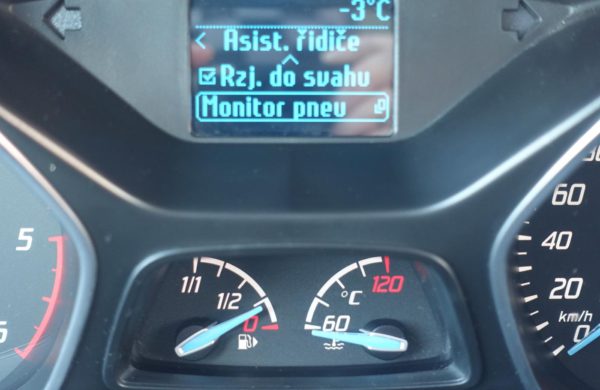 -3°C
< Asist. řidiče
Rzj. do svahu
Monitor pneu
5
1/1
1/2
0
°C
120
60
60
40
20
km/h
0